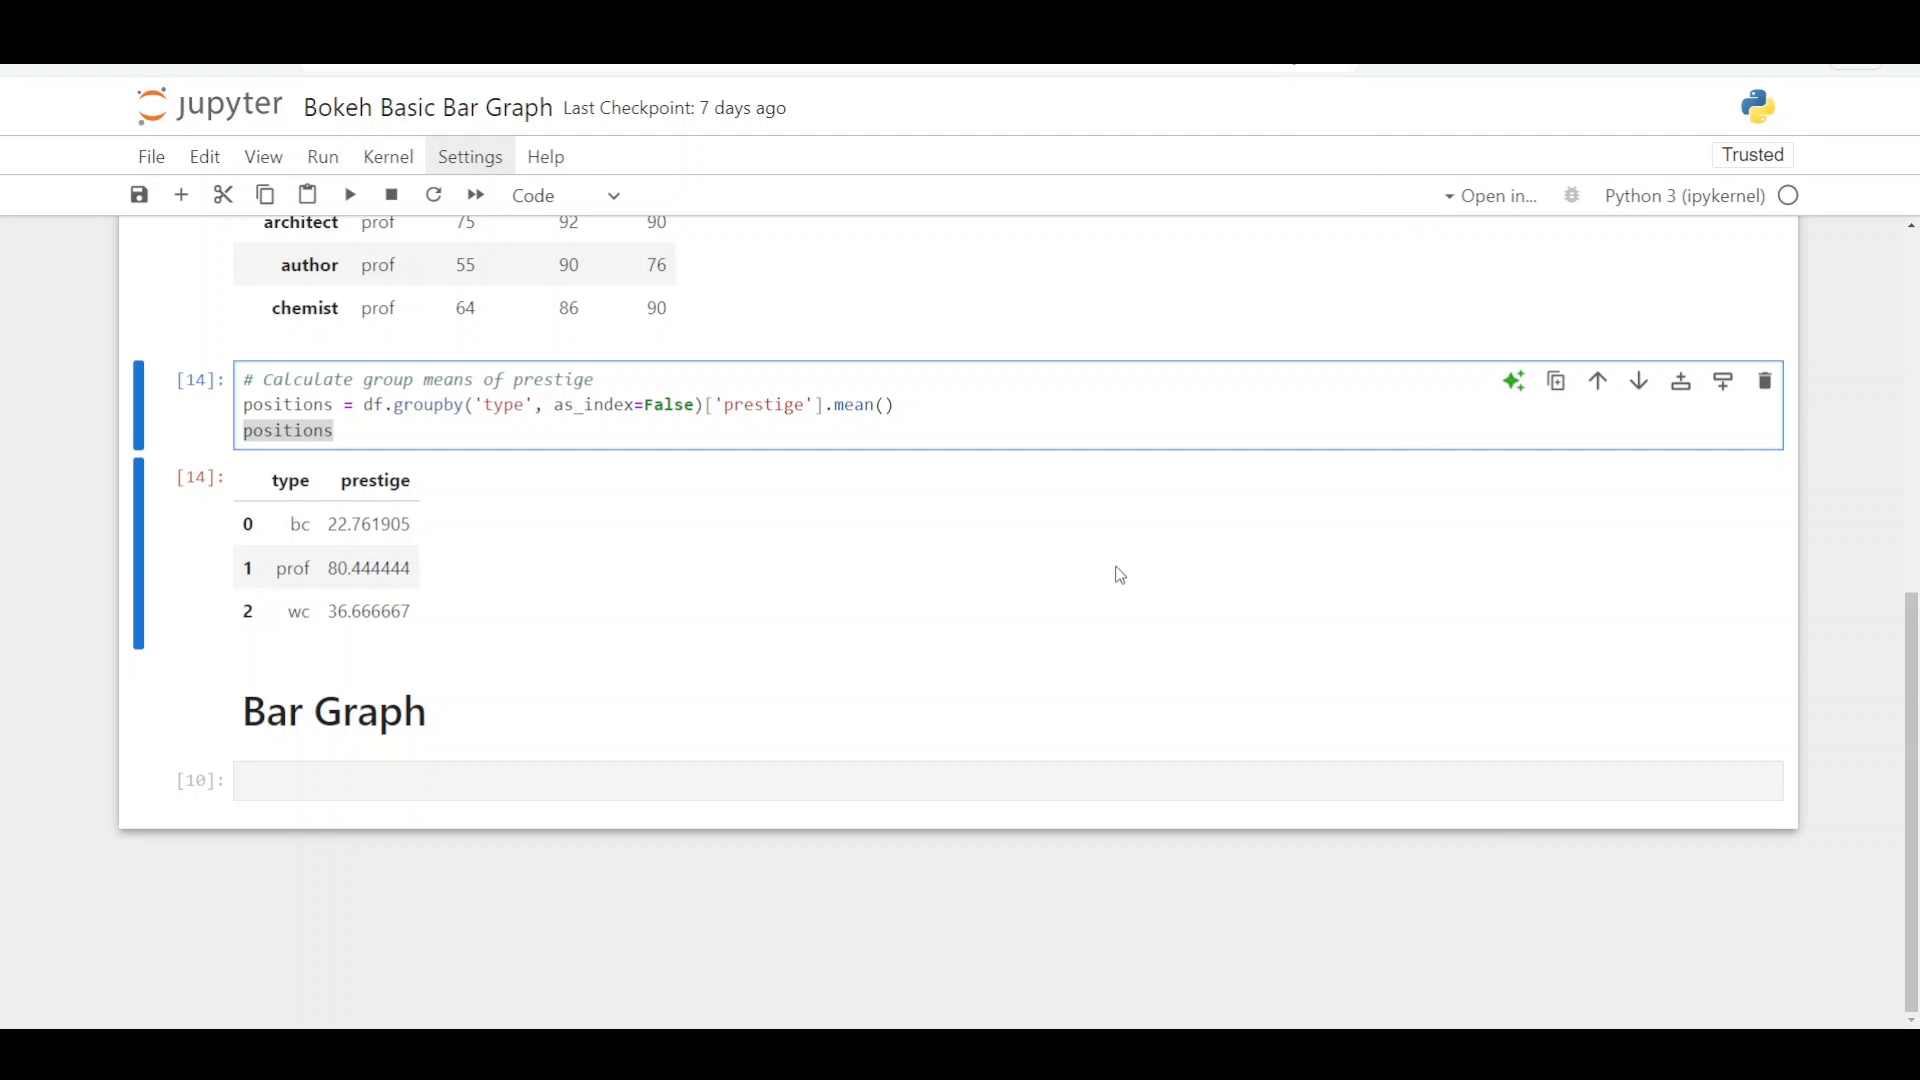 jupyter Bokeh Basic Bar Graph Last Checkpoint: 7 days ago
File Edit View Run Kernel Settings Help Trusted
Code Open in... Python 3 (ipykernel)
architect prof 75 92 90
author prof 55 90 76
chemist prof 64 86 90
[14]: # Calculate group means of prestige
positions = df.groupby('type', as_index=False)['prestige'].mean()
positions
[14]: type prestige
0 bc 22.761905
1 prof 80.444444
2 wc 36.666667
Bar Graph
[10]: